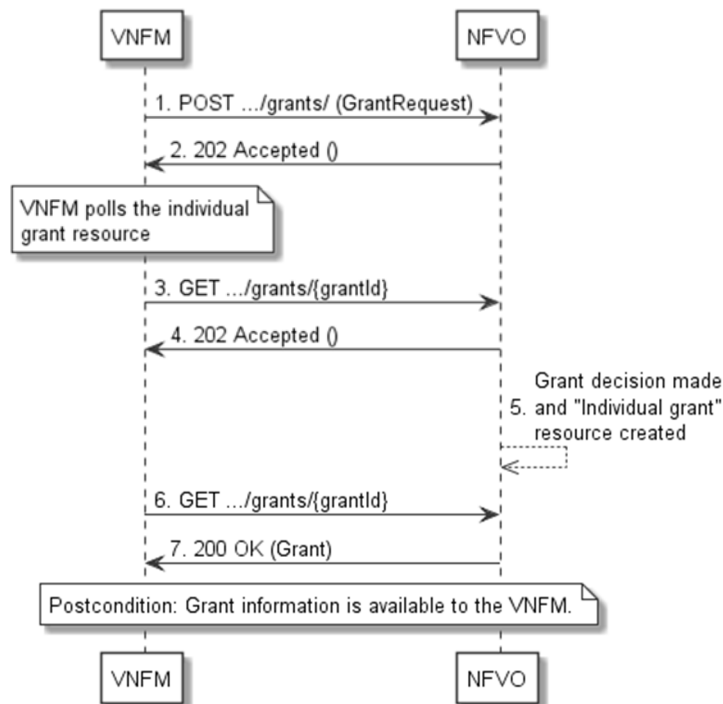 VNFM NFVO
1. POST .../grants/ (GrantRequest)
2. 202 Accepted ()
VNFM polls the individual
grant resource
3. GET .../grants/{grantId}
4. 202 Accepted ()
Grant decision made
5. and "Individual grant"
resource created
6. GET .../grants/{grantId}
7. 200 OK (Grant)
Postcondition: Grant information is available to the VNFM.
VNFM NFVO